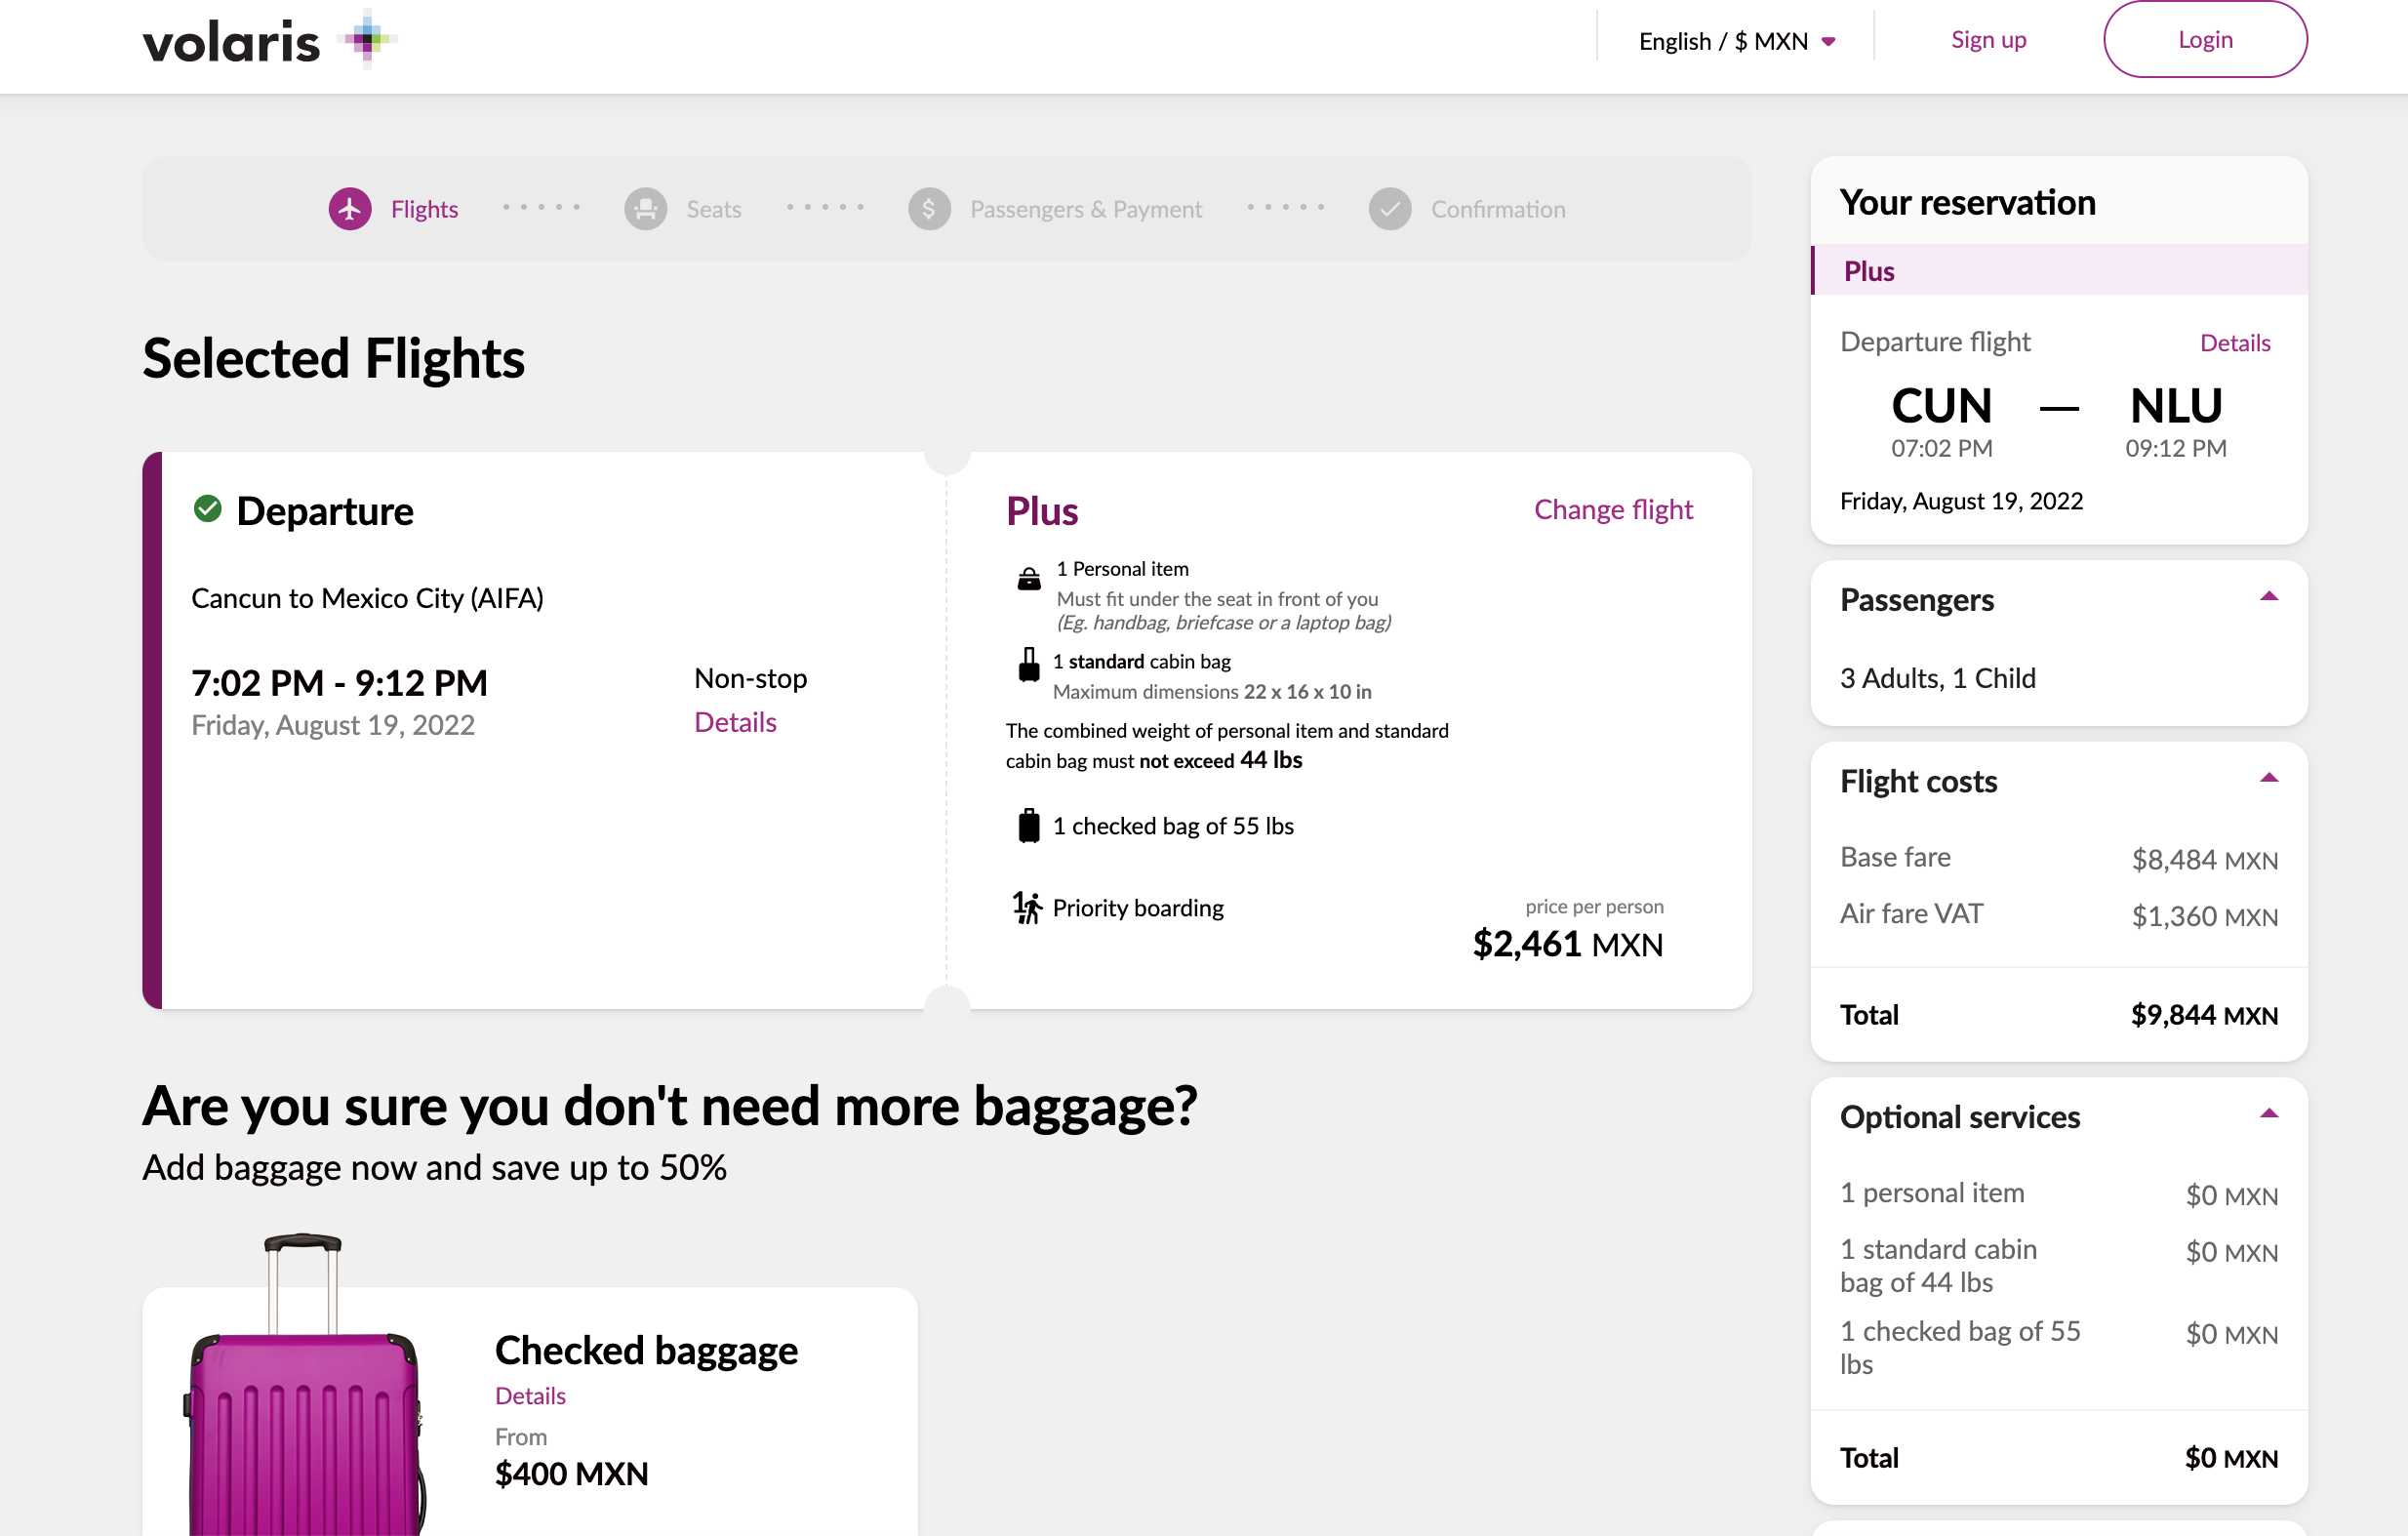 volaris
English / $ MXN
Sign up
Login
Flights
Seats
Passengers & Payment
Confirmation
Selected Flights
Departure
Cancun to Mexico City (AIFA)
7:02 PM - 9:12 PM
Friday, August 19, 2022
Non-stop
Details
Plus
Change flight
1 Personal item
Must fit under the seat in front of you
(Eg. handbag, briefcase or a laptop bag)
1 standard cabin bag
Maximum dimensions 22 x 16 x 10 in
The combined weight of personal item and standard
cabin bag must not exceed 44 lbs
1 checked bag of 55 lbs
1 Priority boarding
price per person
$2,461 MXN
Are you sure you don't need more baggage?
Add baggage now and save up to 50%
Checked baggage
Details
From
$400 MXN
Your reservation
Plus
Departure flight
Details
CUN — NLU
07:02 PM
09:12 PM
Friday, August 19, 2022
Passengers
3 Adults, 1 Child
Flight costs
Base fare
$8,484 MXN
Air fare VAT
$1,360 MXN
Total
$9,844 MXN
Optional services
1 personal item
$0 MXN
1 standard cabin
bag of 44 lbs
$0 MXN
1 checked bag of 55
lbs
$0 MXN
Total
$0 MXN